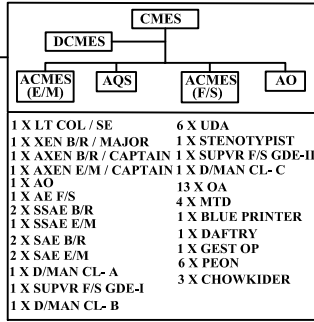 CMES
DCMES
ACMES
(E/M)
AQS
ACMES
(F/S)
AO
1 X LT COL / SE
1 X XEN B/R / MAJOR
1 X AXEN B/R / CAPTAIN
1 X AXEN E/M / CAPTAIN
1 X AO
1 X AE F/S
2 X SSAE B/R
1 X SSAE E/M
2 X SAE B/R
2 X SAE E/M
1 X D/MAN CL- A
1 X SUPVR F/S GDE-I
1 X D/MAN CL- B
6 X UDA
1 X STENOTYPIST
1 X SUPVR F/S GDE-II
1 X D/MAN CL- C
13 X OA
4 X MTD
1 X BLUE PRINTER
1 X DAFTRY
1 X GEST OP
6 X PEON
3 X CHOWKIDER